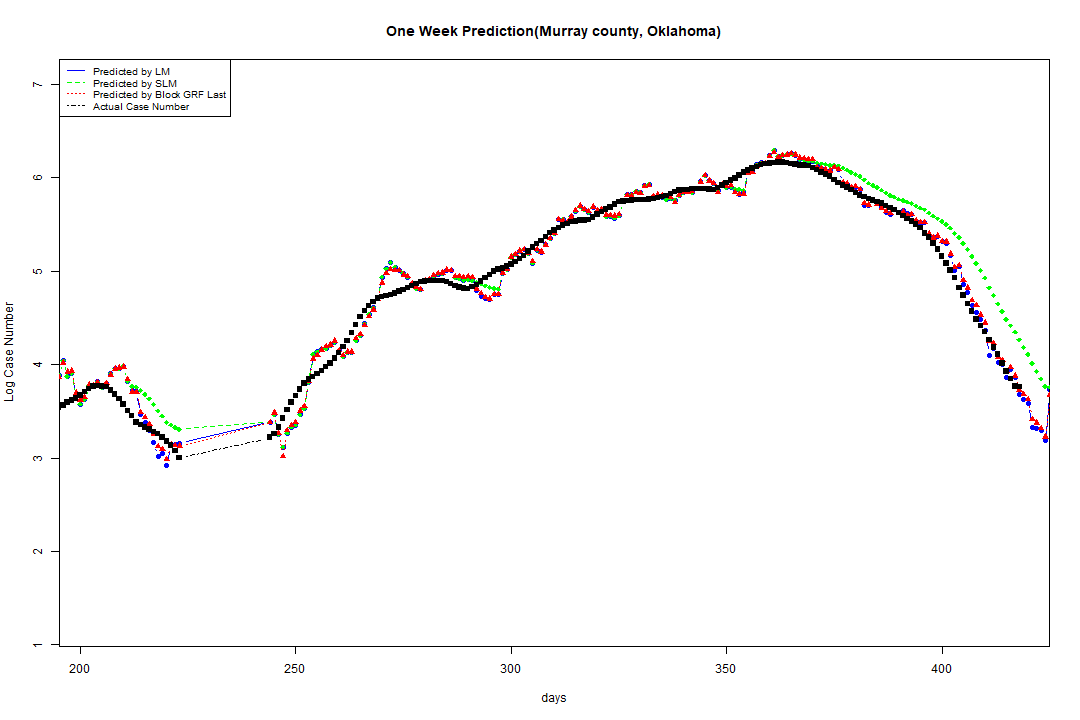 One Week Prediction(Murray county, Oklahoma)
Predicted by LM
Predicted by SLM
Predicted by Block GRF Last
Actual Case Number
Log Case Number
7
6
5
4
3
2
1
200 250 300 350 400
days